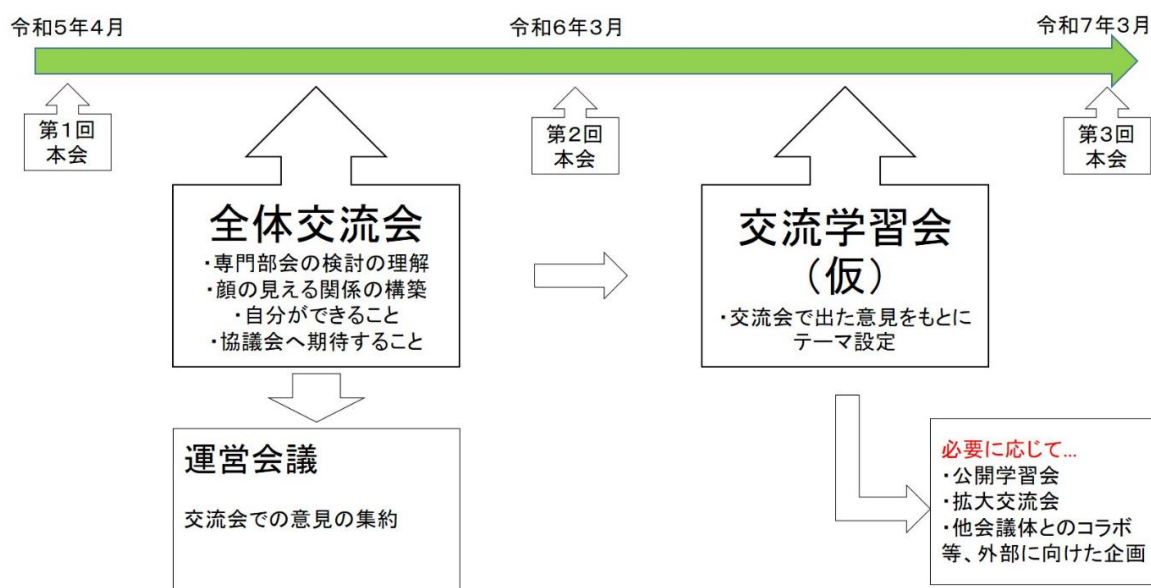 令和5年4月
令和6年3月
令和7年3月
第1回
本会
第2回
本会
第3回
本会
全体交流会
・専門部会の検討の理解
・顔の見える関係の構築
・自分ができること
・協議会へ期待すること
交流学習会
(仮)
・交流会で出た意見をもとに
テーマ設定
運営会議
交流会での意見の集約
必要に応じて...
・公開学習会
・拡大交流会
・他会議体とのコラボ
等、外部に向けた企画